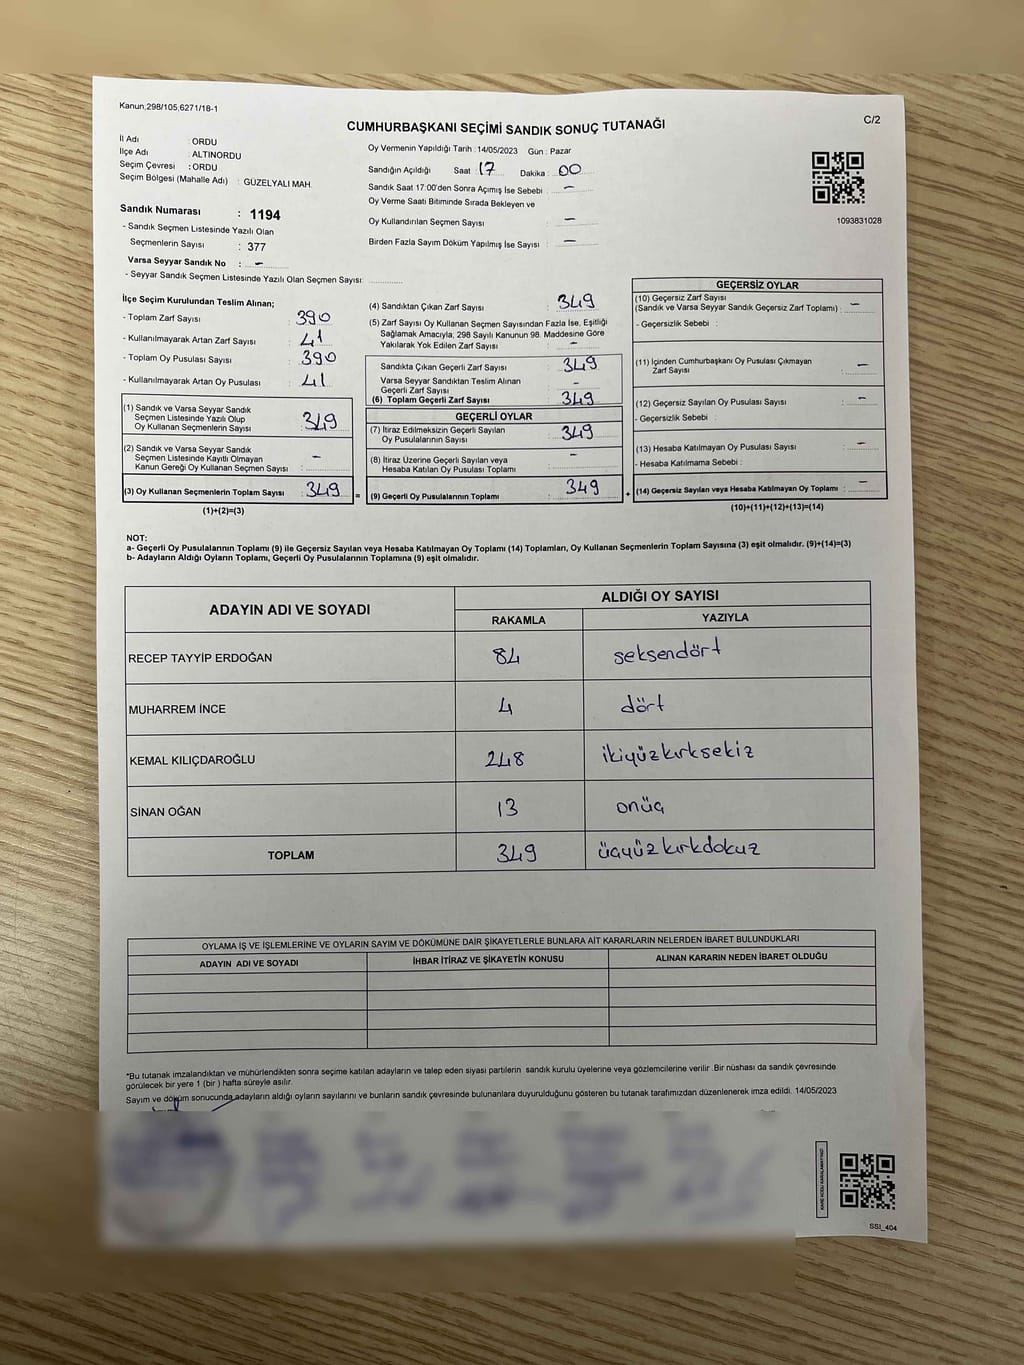 Kanun,298/105,6271/18-1
CUMHURBAŞKANI SEÇİMİ SANDIK SONUÇ TUTANAĞI
C/2
İl Adı : ORDU
İlçe Adı : ALTINORDU
Seçim Çevresi : ORDU
Seçim Bölgesi (Mahalle Adı) : GÜZELYALI MAH.
Sandık Numarası : 1194
- Sandık Seçmen Listesinde Yazılı Olan
Seçmenlerin Sayısı : 377
Varsa Seyyar Sandık No : -
- Seyyar Sandık Seçmen Listesinde Yazılı Olan Seçmen Sayısı:
Oy Vermenin Yapıldığı Tarih : 14/05/2023 Gün : Pazar
Sandığın Açıldığı Saat : 17 Dakika : 00
Sandık Saat 17:00'den Sonra Açımış İse Sebebi : -
Oy Verme Saati Bitiminde Sırada Bekleyen ve
Oy Kullandırılan Seçmen Sayısı : -
Birden Fazla Sayım Döküm Yapılmış İse Sayısı : -
1093831028
İlçe Seçim Kurulundan Teslim Alınan;
- Toplam Zarf Sayısı : 390
- Kullanılmayarak Artan Zarf Sayısı : 41
- Toplam Oy Pusulası Sayısı : 390
- Kullanılmayarak Artan Oy Pusulası : 41
(1) Sandık ve Varsa Seyyar Sandık
Seçmen Listesinde Yazılı Olup
Oy Kullanan Seçmenlerin Sayısı : 349
(2) Sandık ve Varsa Seyyar Sandık
Seçmen Listesinde Kayıtlı Olmayan
Kanun Gereği Oy Kullanan Seçmen Sayısı : -
(3) Oy Kullanan Seçmenlerin Toplam Sayısı : 349 =
(1)+(2)=(3)
(4) Sandıktan Çıkan Zarf Sayısı : 349
(5) Zarf Sayısı Oy Kullanan Seçmen Sayısından Fazla İse, Eşitliği
Sağlamak Amacıyla, 298 Sayılı Kanunun 98. Maddesine Göre
Yakılarak Yok Edilen Zarf Sayısı : -
Sandıkta Çıkan Geçerli Zarf Sayısı : 349
Varsa Seyyar Sandıktan Teslim Alınan
Geçerli Zarf Sayısı : -
(6) Toplam Geçerli Zarf Sayısı : 349
GEÇERLİ OYLAR
(7) İtiraz Edilmeksizin Geçerli Sayılan
Oy Pusulalarının Sayısı : 349
(8) İtiraz Üzerine Geçerli Sayılan veya
Hesaba Katılan Oy Pusulası Toplamı : -
(9) Geçerli Oy Pusulalarının Toplamı : 349 +
GEÇERSİZ OYLAR
(10) Geçersiz Zarf Sayısı
(Sandık ve Varsa Seyyar Sandık Geçersiz Zarf Toplamı) : -
- Geçersizlik Sebebi :
(11) İçinden Cumhurbaşkanı Oy Pusulası Çıkmayan
Zarf Sayısı : -
(12) Geçersiz Sayılan Oy Pusulası Sayısı : -
- Geçersizlik Sebebi :
(13) Hesaba Katılmayan Oy Pusulası Sayısı : -
- Hesaba Katılmama Sebebi :
(14) Geçersiz Sayılan veya Hesaba Katılmayan Oy Toplamı : -
(10)+(11)+(12)+(13)=(14)
NOT:
a- Geçerli Oy Pusulalarının Toplamı (9) ile Geçersiz Sayılan veya Hesaba Katılmayan Oy Toplamı (14) Toplamları, Oy Kullanan Seçmenlerin Toplam Sayısına (3) eşit olmalıdır. (9)+(14)=(3)
b- Adayların Aldığı Oyların Toplamı, Geçerli Oy Pusulalarının Toplamına (9) eşit olmalıdır.
ADAYIN ADI VE SOYADI
ALDIĞI OY SAYISI
RAKAMLA YAZIYLA
RECEP TAYYİP ERDOĞAN 84 seksendört
MUHARREM İNCE 4 dört
KEMAL KILIÇDAROĞLU 248 ikiyüzkırksekiz
SİNAN OĞAN 13 onüç
TOPLAM 349 üçyüzkırkdokuz
OYLAMA İŞ VE İŞLEMLERİNE VE OYLARIN SAYIM VE DÖKÜMÜNE DAİR ŞİKAYETLERLE BUNLARA AİT KARARLARIN NELERDEN İBARET BULUNDUKLARI
ADAYIN ADI VE SOYADI İHBAR İTİRAZ VE ŞİKAYETİN KONUSU ALINAN KARARIN NEDEN İBARET OLDUĞU
*Bu tutanak imzalandıktan ve mühürlendikten sonra seçime katılan adayların ve talep eden siyasi partilerin sandık kurulu üyelerine veya gözlemcilerine verilir .Bir nüshası da sandık çevresinde
görülecek bir yere 1 (bir ) hafta süreyle asılır.
Sayım ve döküm sonucunda adayların aldığı oyların sayılarını ve bunların sandık çevresinde bulunanlara duyurulduğunu gösteren bu tutanak tarafımızdan düzenlenerek imza edildi. 14/05/2023
KARE KODU KARALAMAYINIZ!
SSI_404